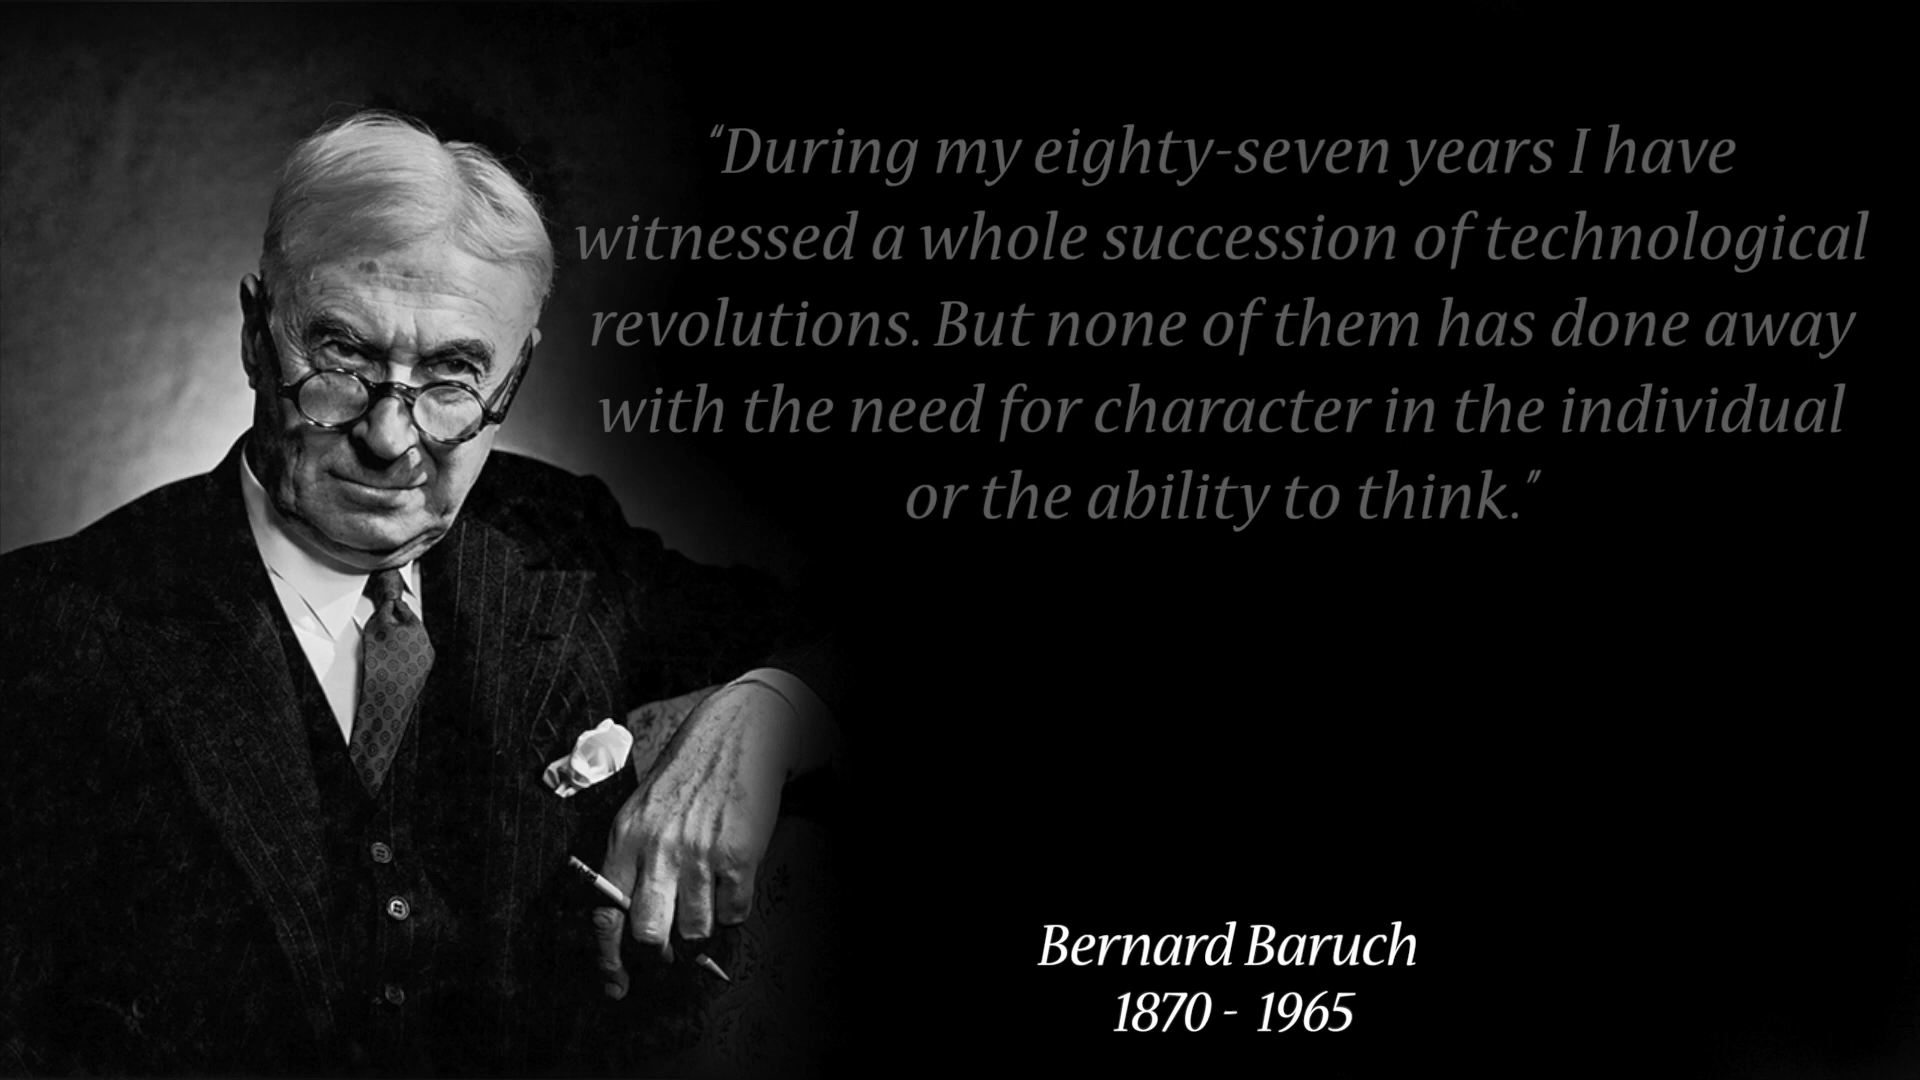 “During my eighty-seven years I have
witnessed a whole succession of technological
revolutions. But none of them has done away
with the need for character in the individual
or the ability to think.”
Bernard Baruch
1870 - 1965